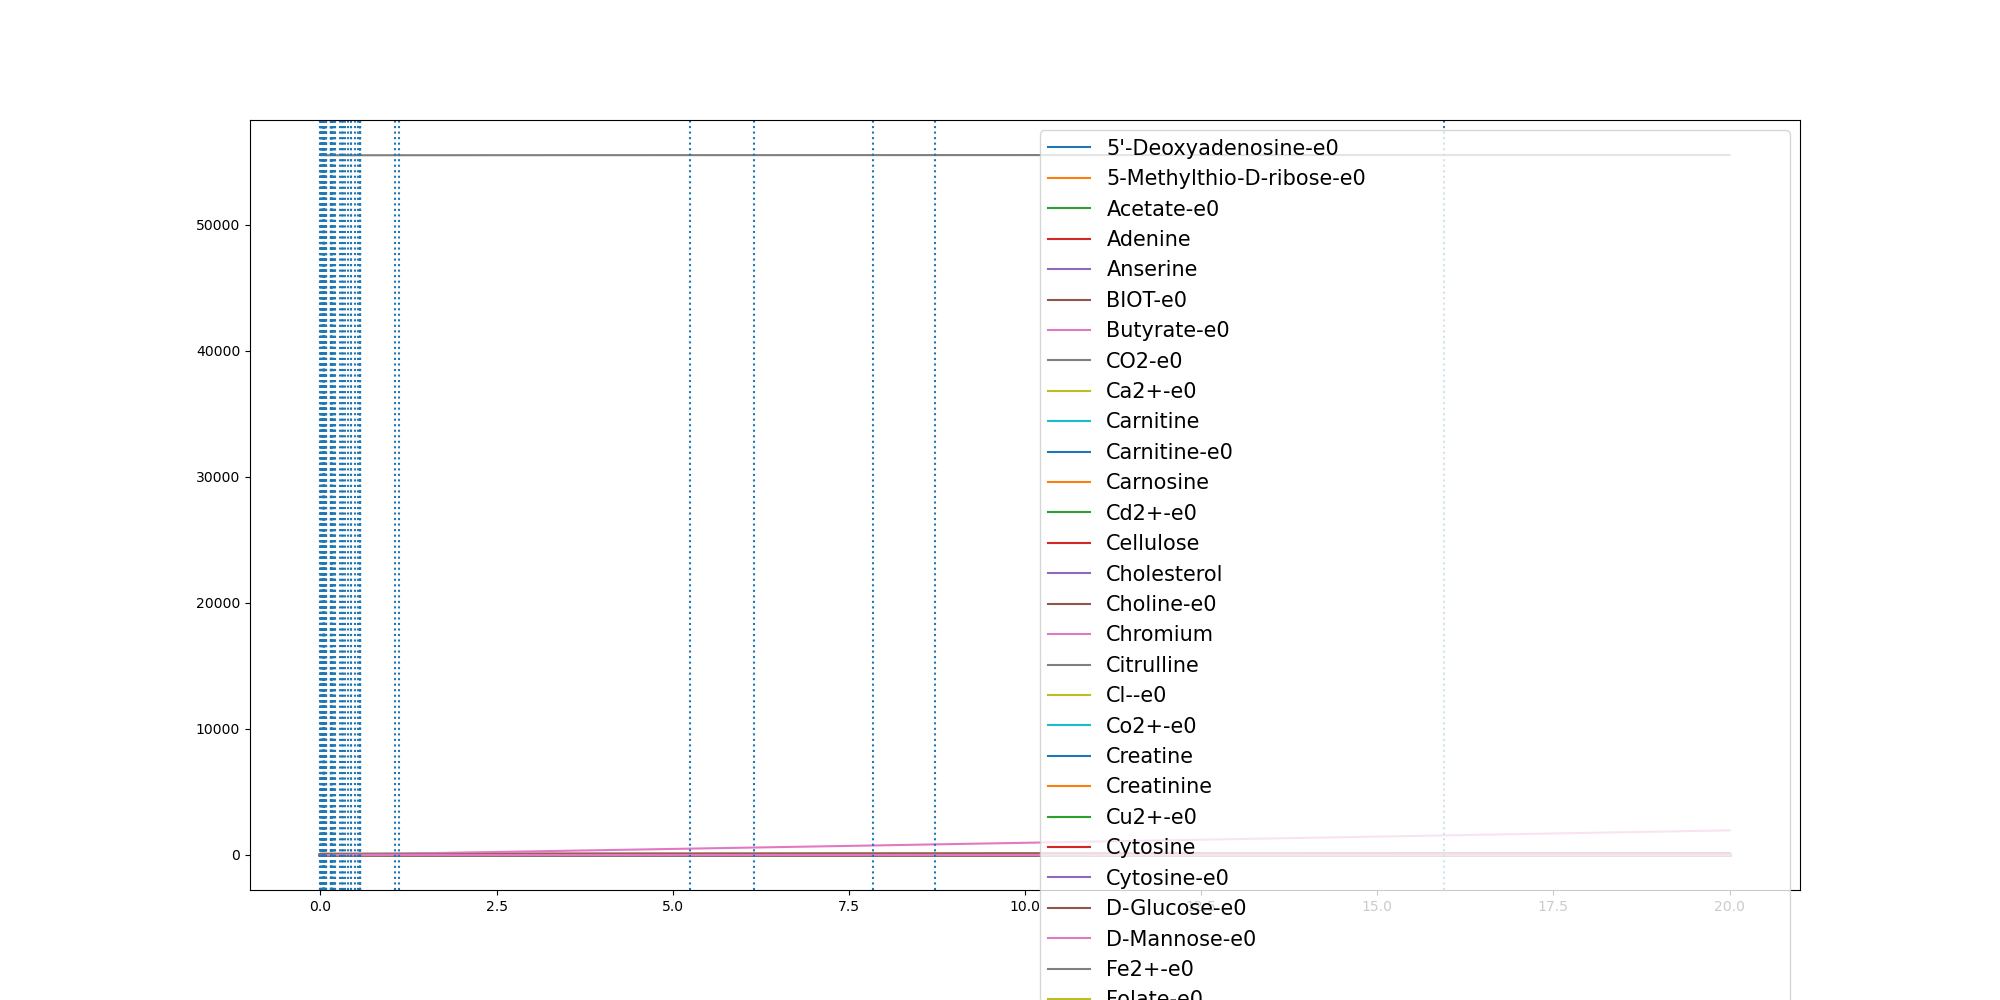 5'-Deoxyadenosine-e0
5-Methylthio-D-ribose-e0
Acetate-e0
Adenine
Anserine
BIOT-e0
Butyrate-e0
CO2-e0
Ca2+-e0
Carnitine
Carnitine-e0
Carnosine
Cd2+-e0
Cellulose
Cholesterol
Choline-e0
Chromium
Citrulline
Cl--e0
Co2+-e0
Creatine
Creatinine
Cu2+-e0
Cytosine
Cytosine-e0
D-Glucose-e0
D-Mannose-e0
Fe2+-e0
Folate-e0
50000
40000
30000
20000
10000
0
0.0 2.5 5.0 7.5 10.0 15.0 17.5 20.0